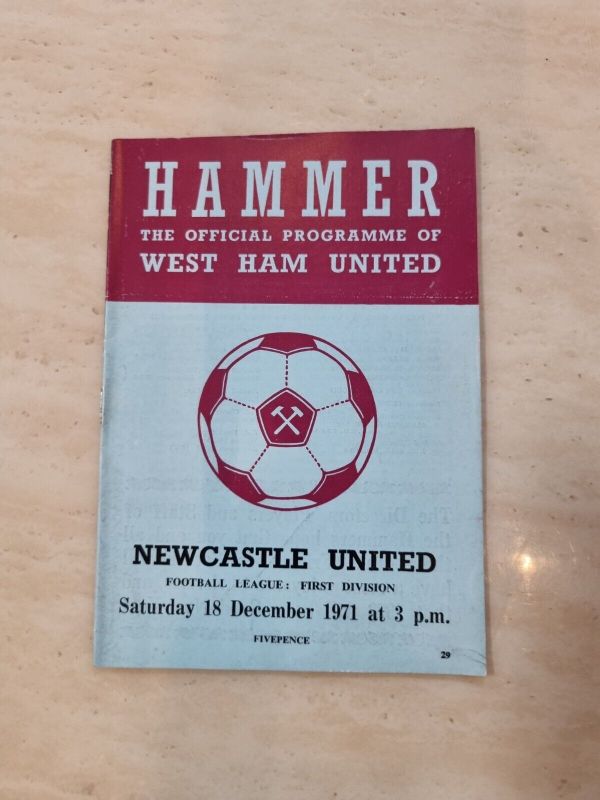 HAMMER
THE OFFICIAL PROGRAMME OF
WEST HAM UNITED
NEWCASTLE UNITED
FOOTBALL LEAGUE: FIRST DIVISION
Saturday 18 December 1971 at 3 p.m.
FIVEPENCE
29